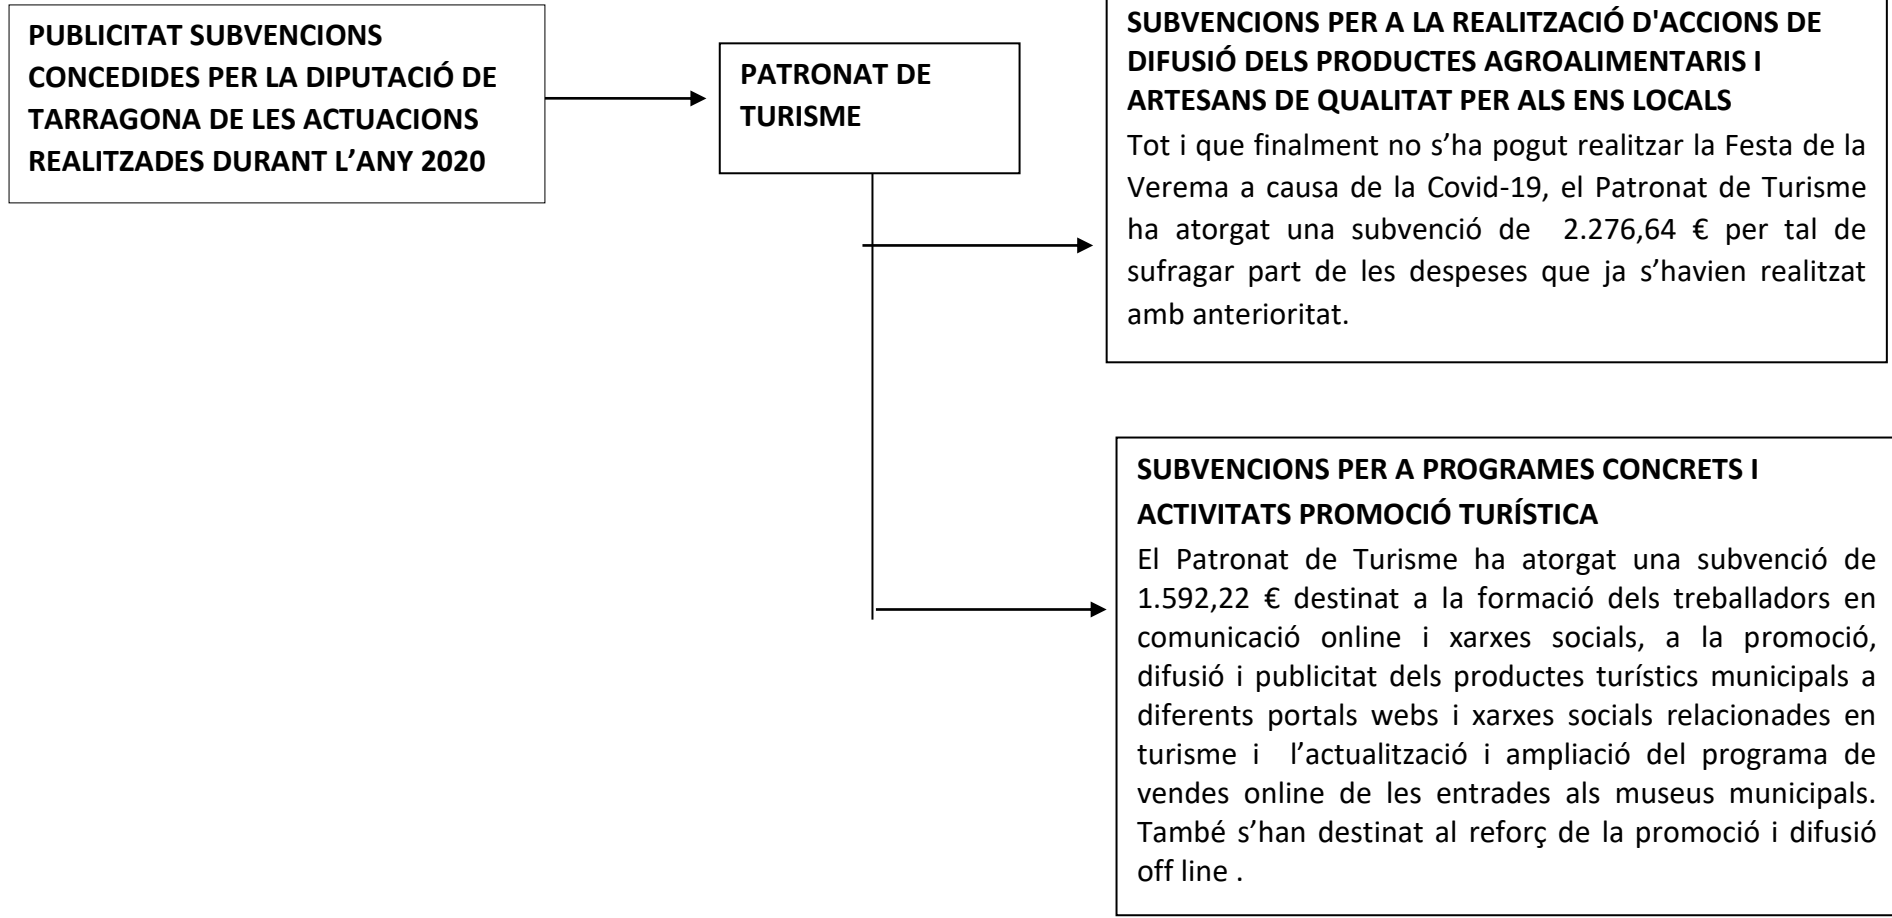 PUBLICITAT SUBVENCIONS
CONCEDIDES PER LA DIPUTACIÓ DE
TARRAGONA DE LES ACTUACIONS
REALITZADES DURANT L’ANY 2020
PATRONAT DE
TURISME
SUBVENCIONS PER A LA REALITZACIÓ D'ACCIONS DE
DIFUSIÓ DELS PRODUCTES AGROALIMENTARIS I
ARTESANS DE QUALITAT PER ALS ENS LOCALS
Tot i que finalment no s’ha pogut realitzar la Festa de la
Verema a causa de la Covid-19, el Patronat de Turisme
ha atorgat una subvenció de 2.276,64 € per tal de
sufragar part de les despeses que ja s’havien realitzat
amb anterioritat.
SUBVENCIONS PER A PROGRAMES CONCRETS I
ACTIVITATS PROMOCIÓ TURÍSTICA
El Patronat de Turisme ha atorgat una subvenció de
1.592,22 € destinat a la formació dels treballadors en
comunicació online i xarxes socials, a la promoció,
difusió i publicitat dels productes turístics municipals a
diferents portals webs i xarxes socials relacionades en
turisme i l’actualització i ampliació del programa de
vendes online de les entrades als museus municipals.
També s’han destinat al reforç de la promoció i difusió
off line .